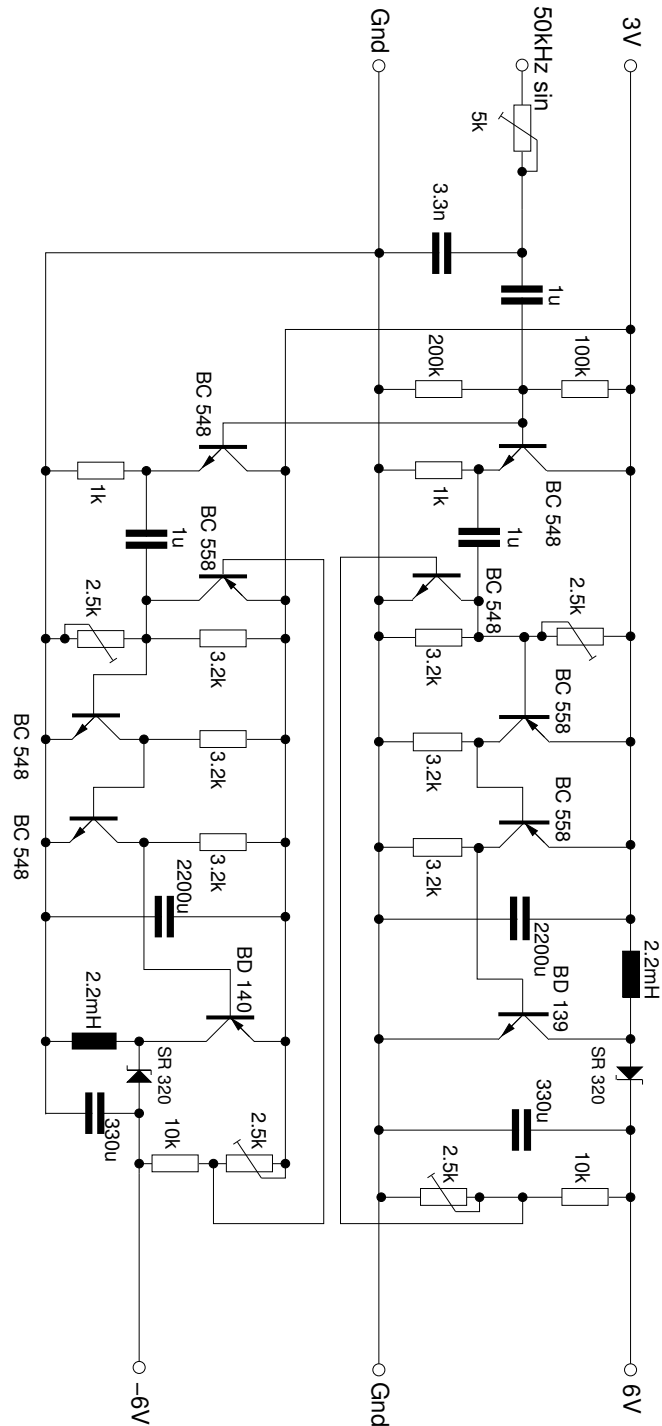 3V
50kHz sin
Gnd
5k
3.3n
1u
100k
200k
BC 548
1k
1u
BC 548
2.5k
3.2k
BC 558
3.2k
BC 558
3.2k
2200u
2.2mH
BD 139
SR 320
330u
10k
2.5k
6V
Gnd
BC 548
1k
1u
BC 558
2.5k
3.2k
BC 548
3.2k
BC 548
3.2k
2200u
BD 140
2.2mH
SR 320
330u
10k
2.5k
−6V